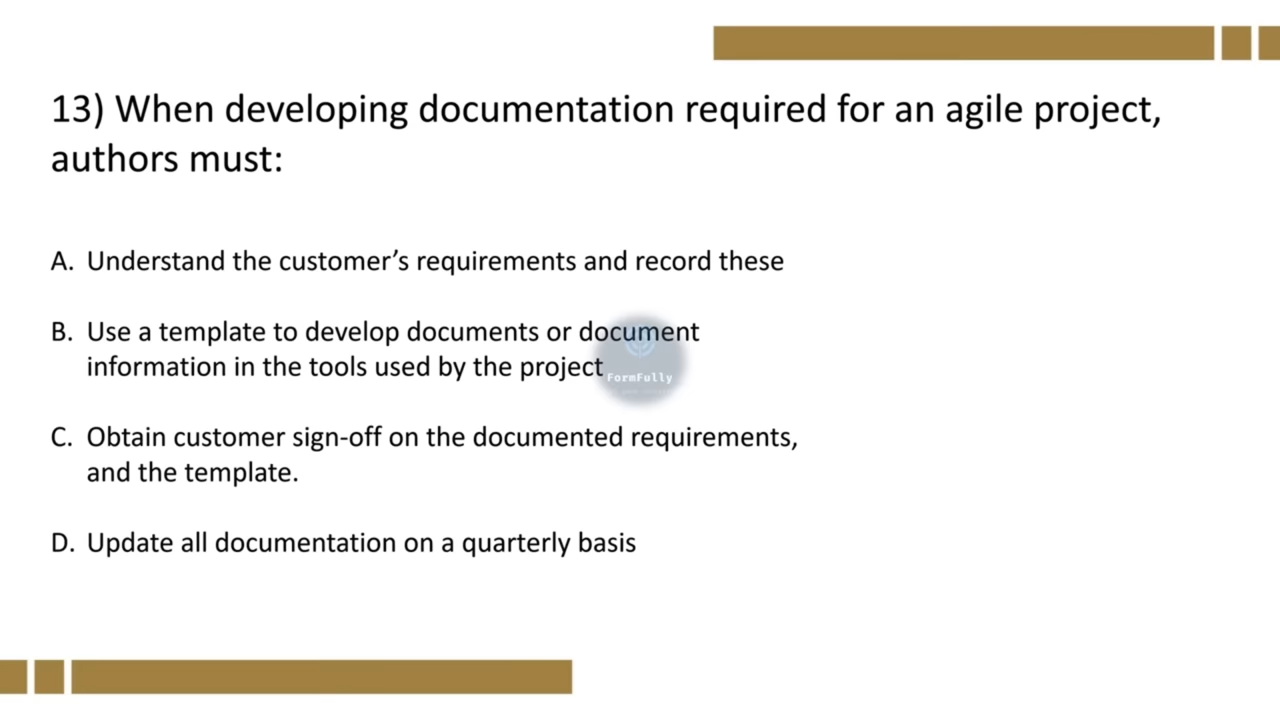 13) When developing documentation required for an agile project,
authors must:
A. Understand the customer’s requirements and record these
B. Use a template to develop documents or document
information in the tools used by the project
FormFully
C. Obtain customer sign-off on the documented requirements,
and the template.
D. Update all documentation on a quarterly basis